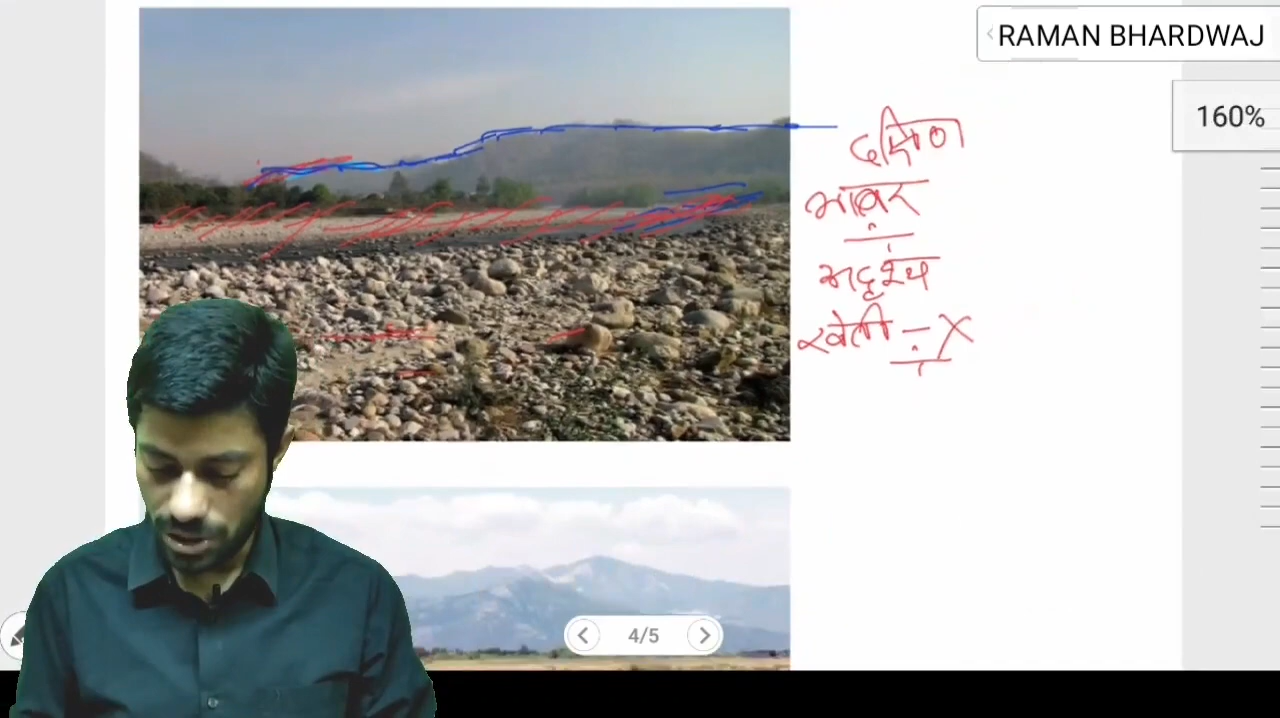 RAMAN BHARDWAJ
160%
दक्षिण
भाबर
अदृश्य
खेती - X
4/5